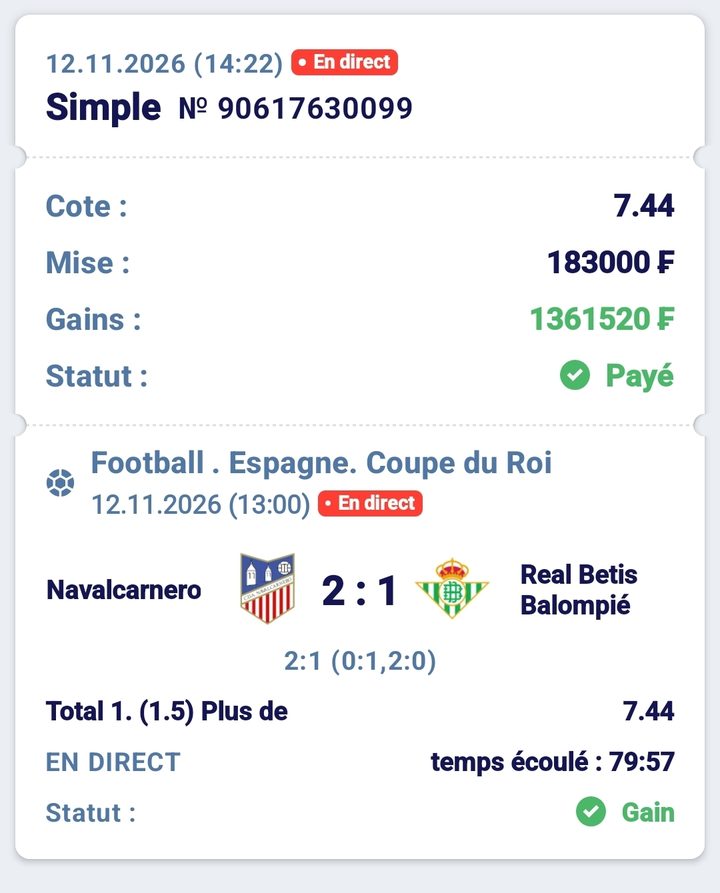 12.11.2026 (14:22) • En direct
Simple № 90617630099
Cote : 7.44
Mise : 183000 ₣
Gains : 1361520 ₣
Statut : Payé
Football . Espagne. Coupe du Roi
12.11.2026 (13:00) • En direct
Navalcarnero 2 : 1 Real Betis
Balompié
CDA NAVALCARNERO
2:1 (0:1,2:0)
Total 1. (1.5) Plus de 7.44
EN DIRECT temps écoulé : 79:57
Statut : Gain